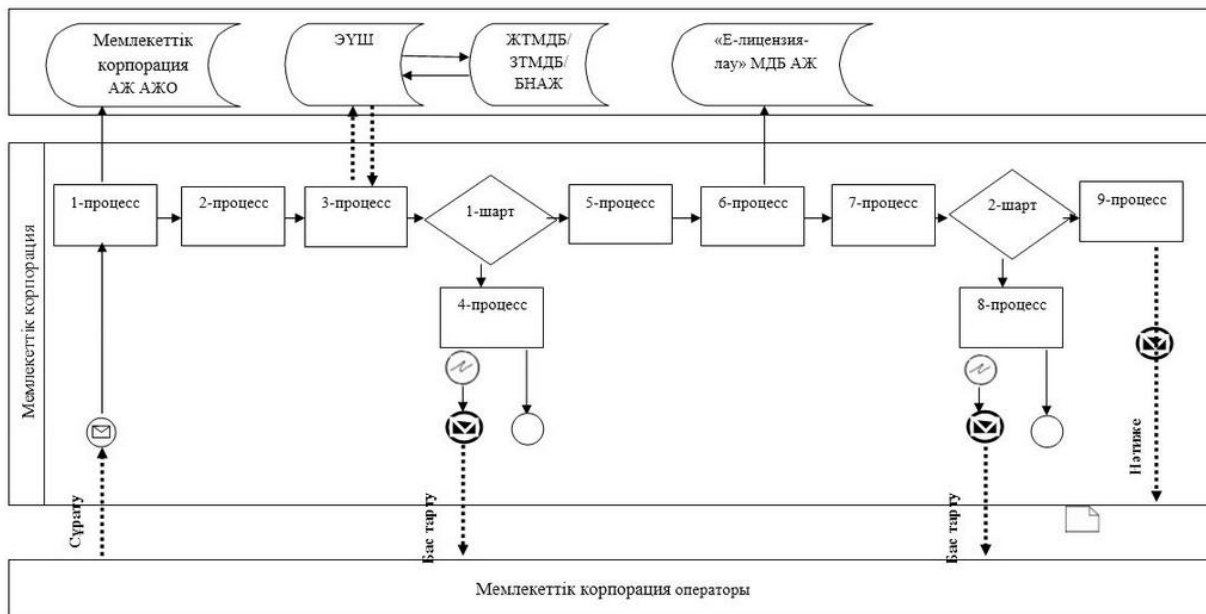 Мемлекеттік
корпорация
АЖ АЖО
ЭҮШ
ЖТМДБ/
ЗТМДБ/
БНАЖ
«Е-лицензия-
лау» МДБ АЖ
Мемлекеттік корпорация
1-процесс
2-процесс
3-процесс
1-шарт
5-процесс
6-процесс
7-процесс
2-шарт
9-процесс
4-процесс
8-процесс
Сұрату
Бас тарту
Бас тарту
Нәтиже
Мемлекеттік корпорация операторы